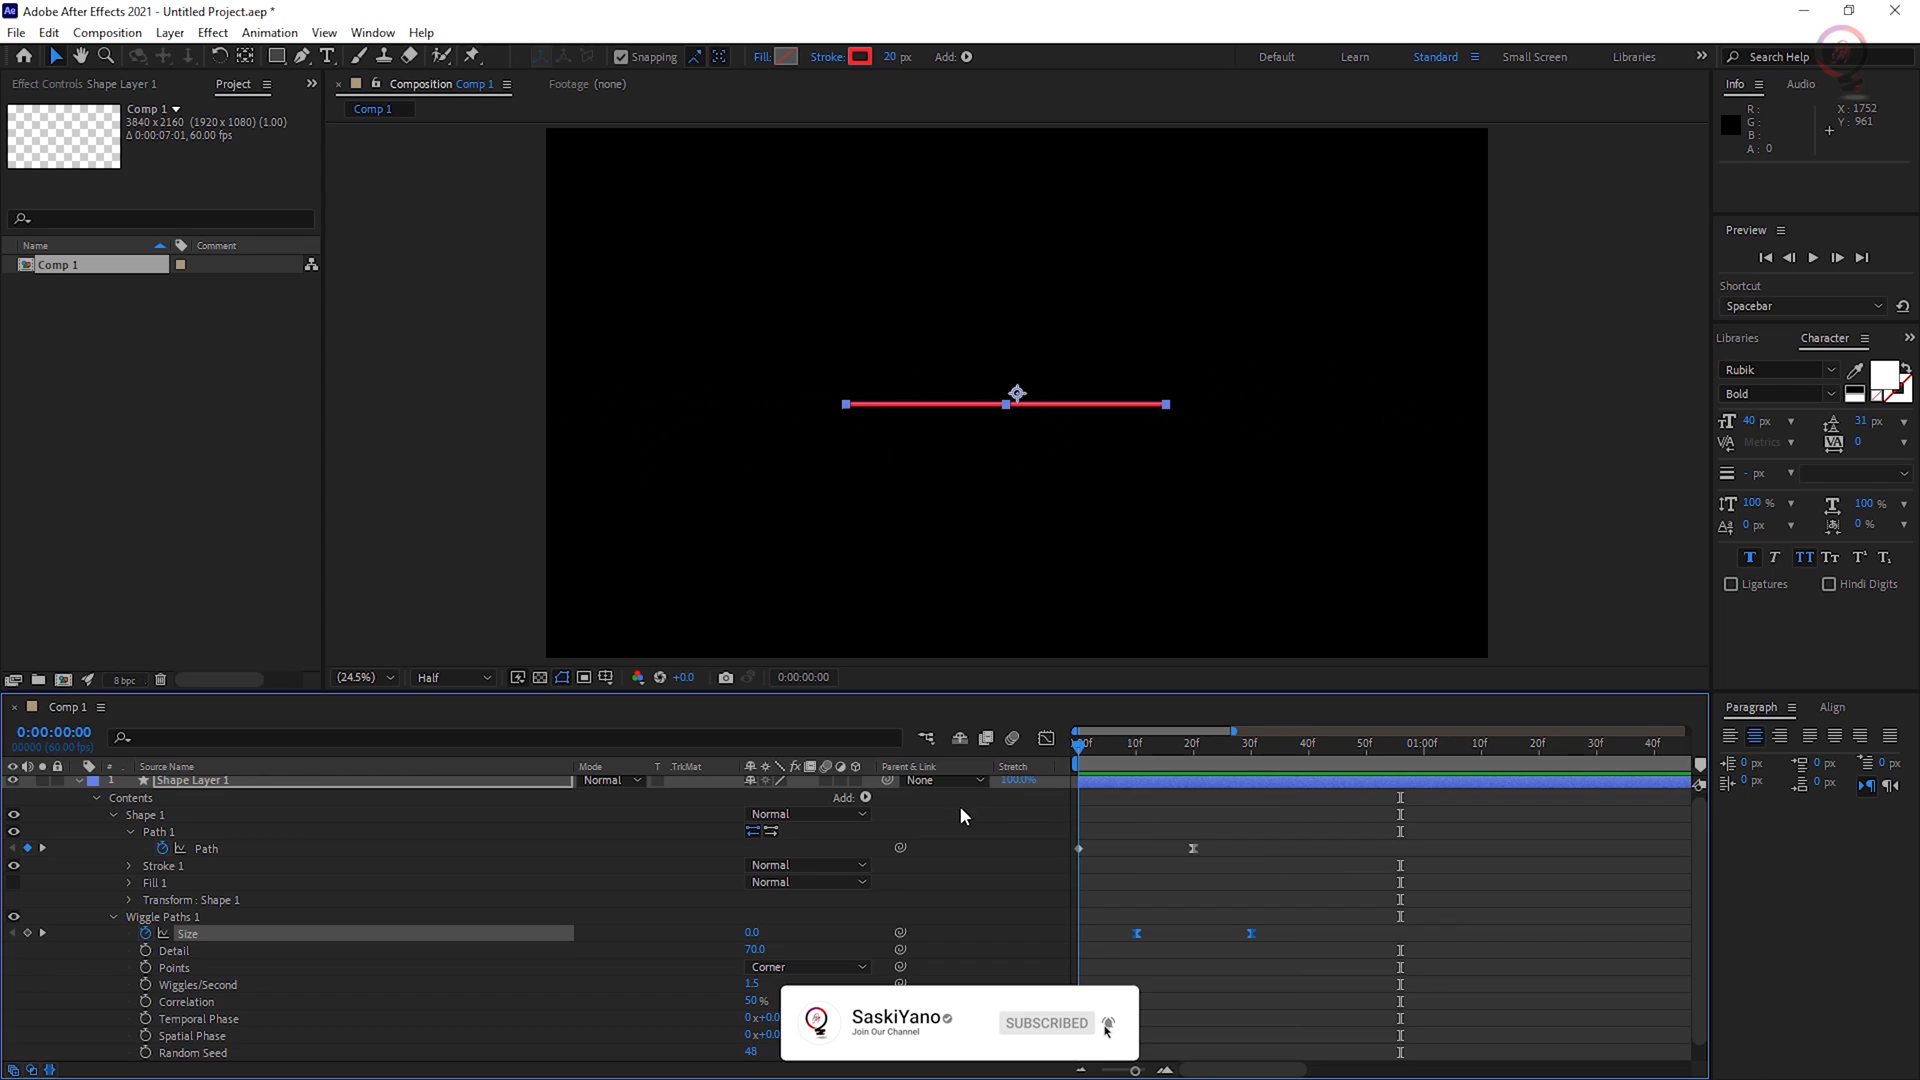 Adobe After Effects 2021 - Untitled Project.aep *
File Edit Composition Layer Effect Animation View Window Help
Snapping Fill: Stroke: 20 px Add: Default Learn Standard Small Screen Libraries Search Help
Effect Controls Shape Layer 1 Project
Composition Comp 1 Footage (none)
Info Audio
Comp 1
Comp 1
3840 x 2160 (1920 x 1080) (1.00)
Δ 0:00:07:01, 60.00 fps
R :
G :
B :
A : 0
X : 1752
Y : 961
Name Comment
Comp 1
Preview
Shortcut
Spacebar
Libraries Character
Rubik
Bold
40 px 31 px
Metrics 0
- px
100 % 100 %
0 px 0 %
T T TT Tt T¹ T₁
Ligatures Hindi Digits
8 bpc
(24.5%) Half +0.0 0:00:00:00
Comp 1
0:00:00:00
00000 (60.00 fps)
10f 20f 30f 40f 50f 01:00f 10f 20f 30f 40f
# Source Name Mode T .TrkMat Parent & Link Stretch
1 Shape Layer 1 Normal None 100.0%
Contents Add:
Shape 1 Normal
Path 1
Path
Stroke 1 Normal
Fill 1 Normal
Transform : Shape 1
Wiggle Paths 1
Size 0.0
Detail 70.0
Points Corner
Wiggles/Second 1.5
Correlation 50 %
Temporal Phase 0 x+0.0
Spatial Phase 0 x+0.0
Random Seed 48
SaskiYano
Join Our Channel
SUBSCRIBED
Paragraph Align
0 px 0 px 0 px
0 px 0 px